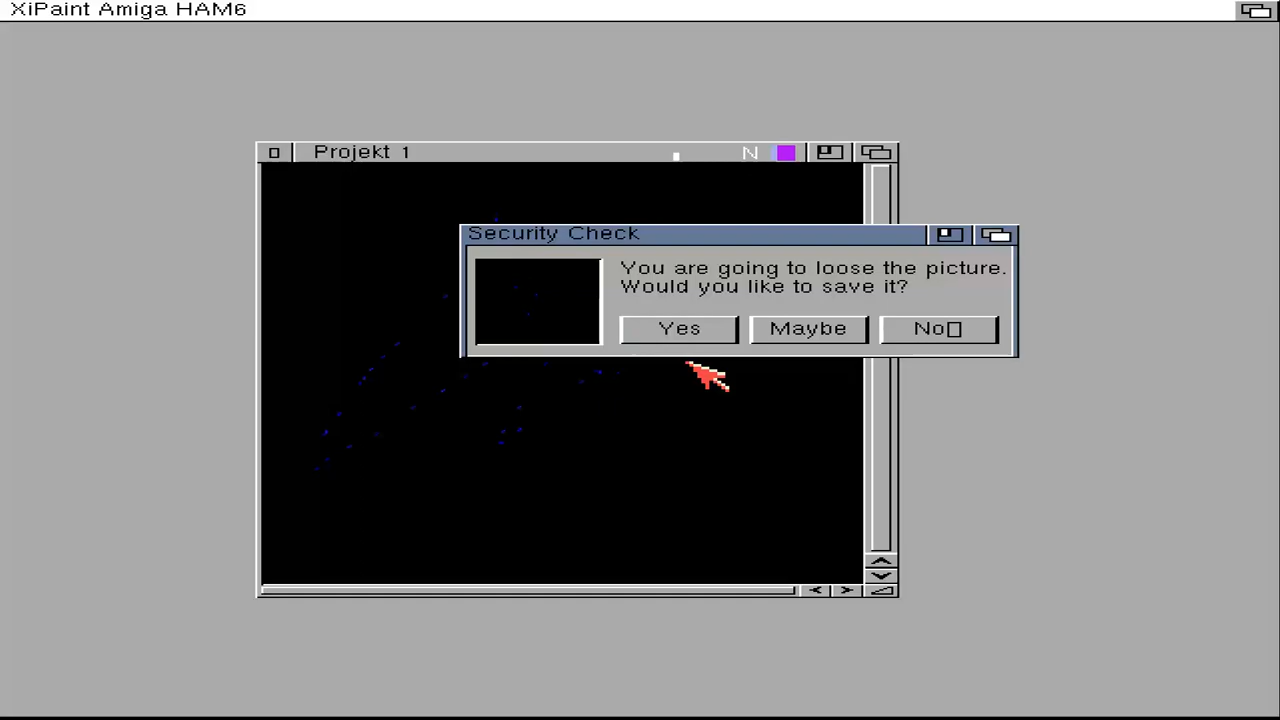 XiPaint Amiga HAM6
Projekt 1
N
Security Check
You are going to loose the picture.
Would you like to save it?
Yes
Maybe
No▯